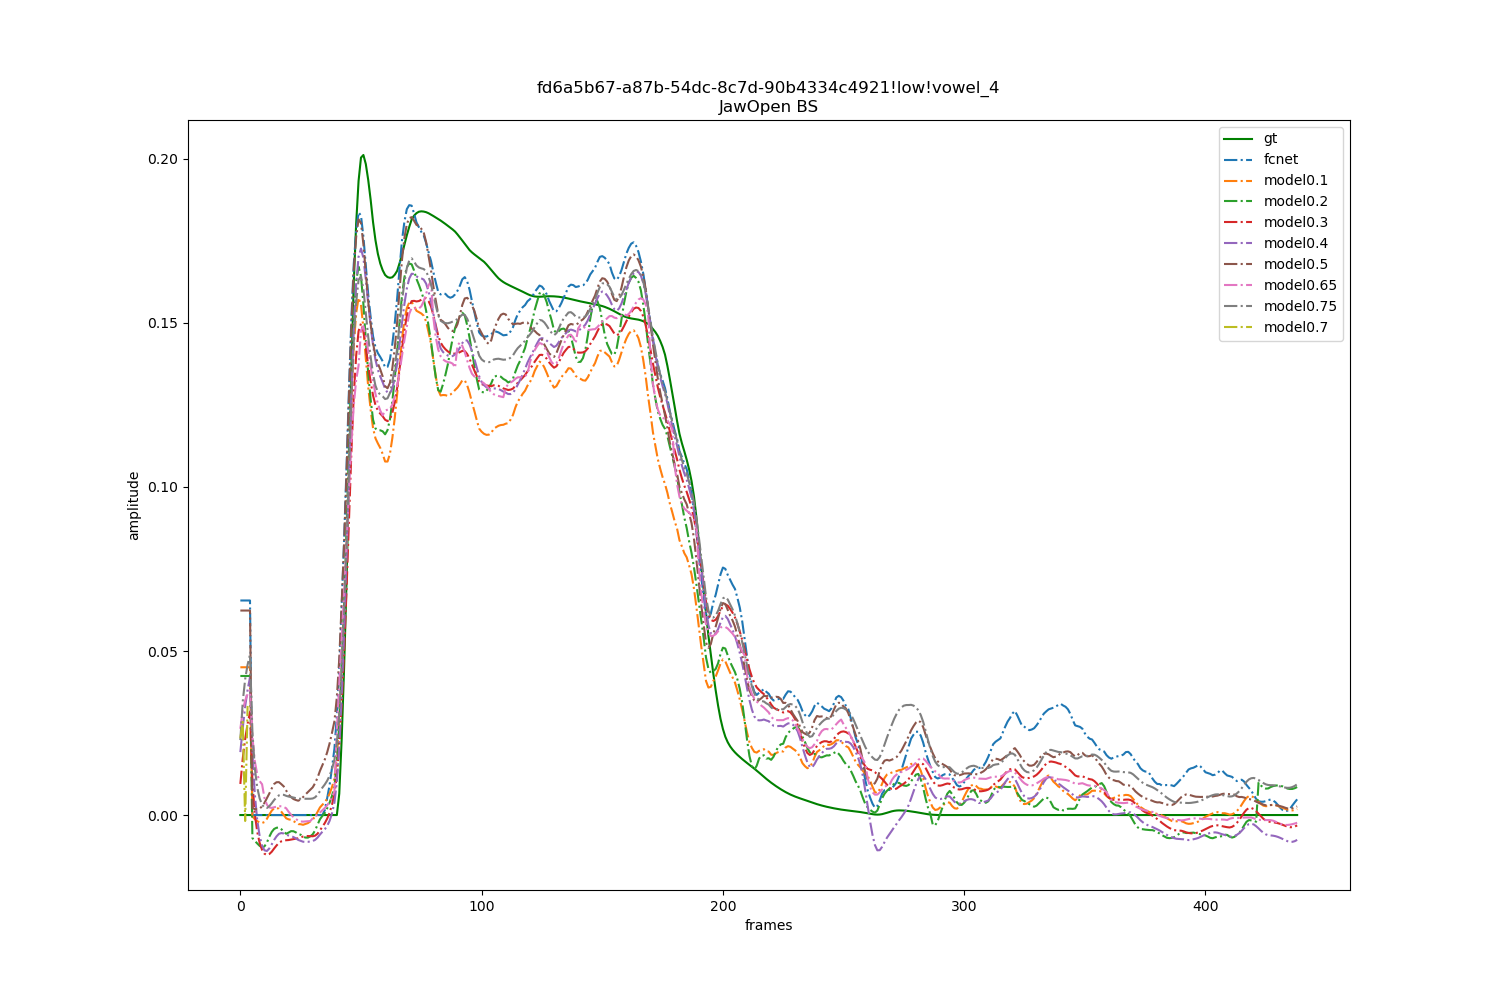 fd6a5b67-a87b-54dc-8c7d-90b4334c4921!low!vowel_4
JawOpen BS
gt
fcnet
model0.1
model0.2
model0.3
model0.4
model0.5
model0.65
model0.75
model0.7
0.20
0.15
0.10
0.05
0.00
amplitude
0
100
200
300
400
frames